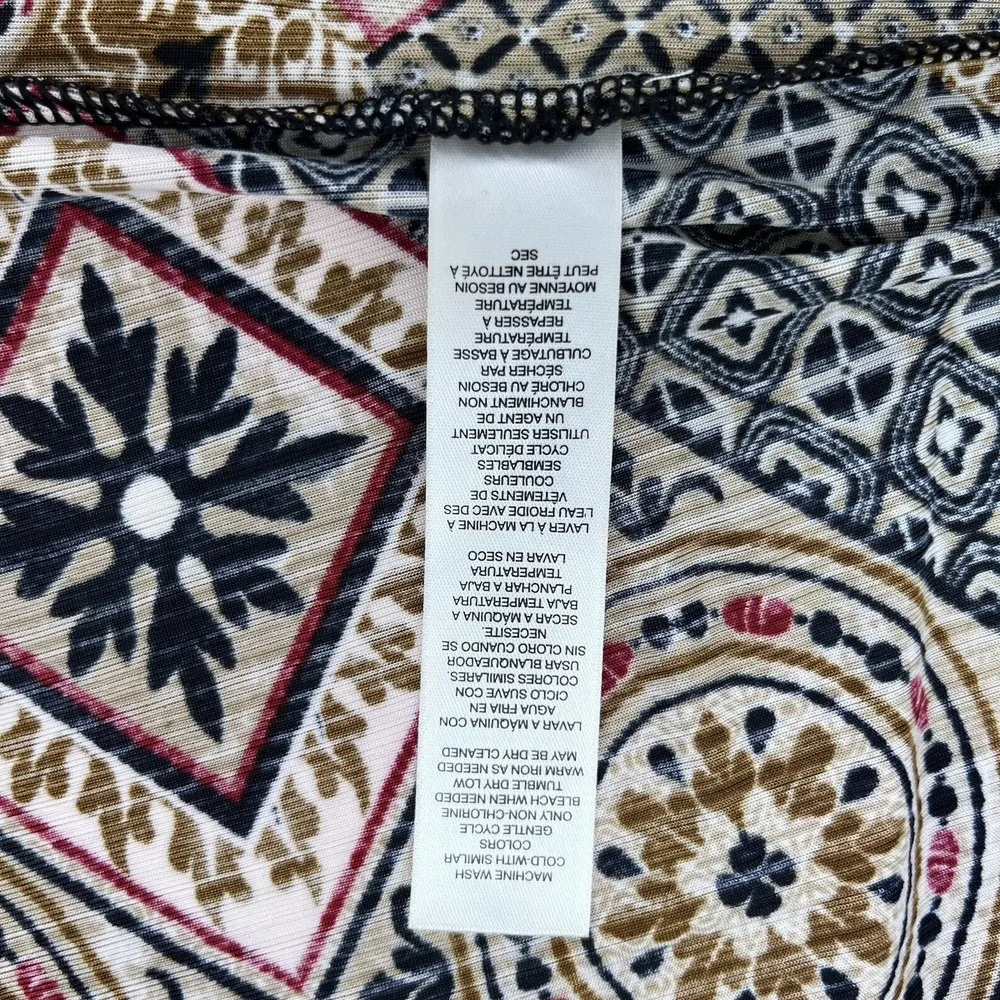 MACHINE WASH
COLD-WITH SIMILAR
COLORS
GENTLE CYCLE
ONLY NON-CHLORINE
BLEACH WHEN NEEDED
TUMBLE DRY LOW
WARM IRON AS NEEDED
MAY BE DRY CLEANED
LAVAR A MÁQUINA CON
AGUA FRIA EN
CICLO SUAVE CON
COLORES SIMILARES.
USAR BLANQUEADOR
SIN CLORO CUANDO SE
NECESITE.
SECAR A MÁQUINA A
BAJA TEMPERATURA
PLANCHAR A BAJA
TEMPERATURA
LAVAR EN SECO
LAVER À LA MACHINE À
L'EAU FROIDE AVEC DES
VÊTEMENTS DE
COULEURS
SEMBLABLES
CYCLE DÉLICAT
UTILISER SEULEMENT
UN AGENT DE
BLANCHIMENT NON
CHLORÉ AU BESOIN
SÉCHER PAR
CULBUTAGE À BASSE
TEMPÉRATURE
REPASSER À
TEMPÉRATURE
MOYENNE AU BESOIN
PEUT ÊTRE NETTOYÉ À
SEC